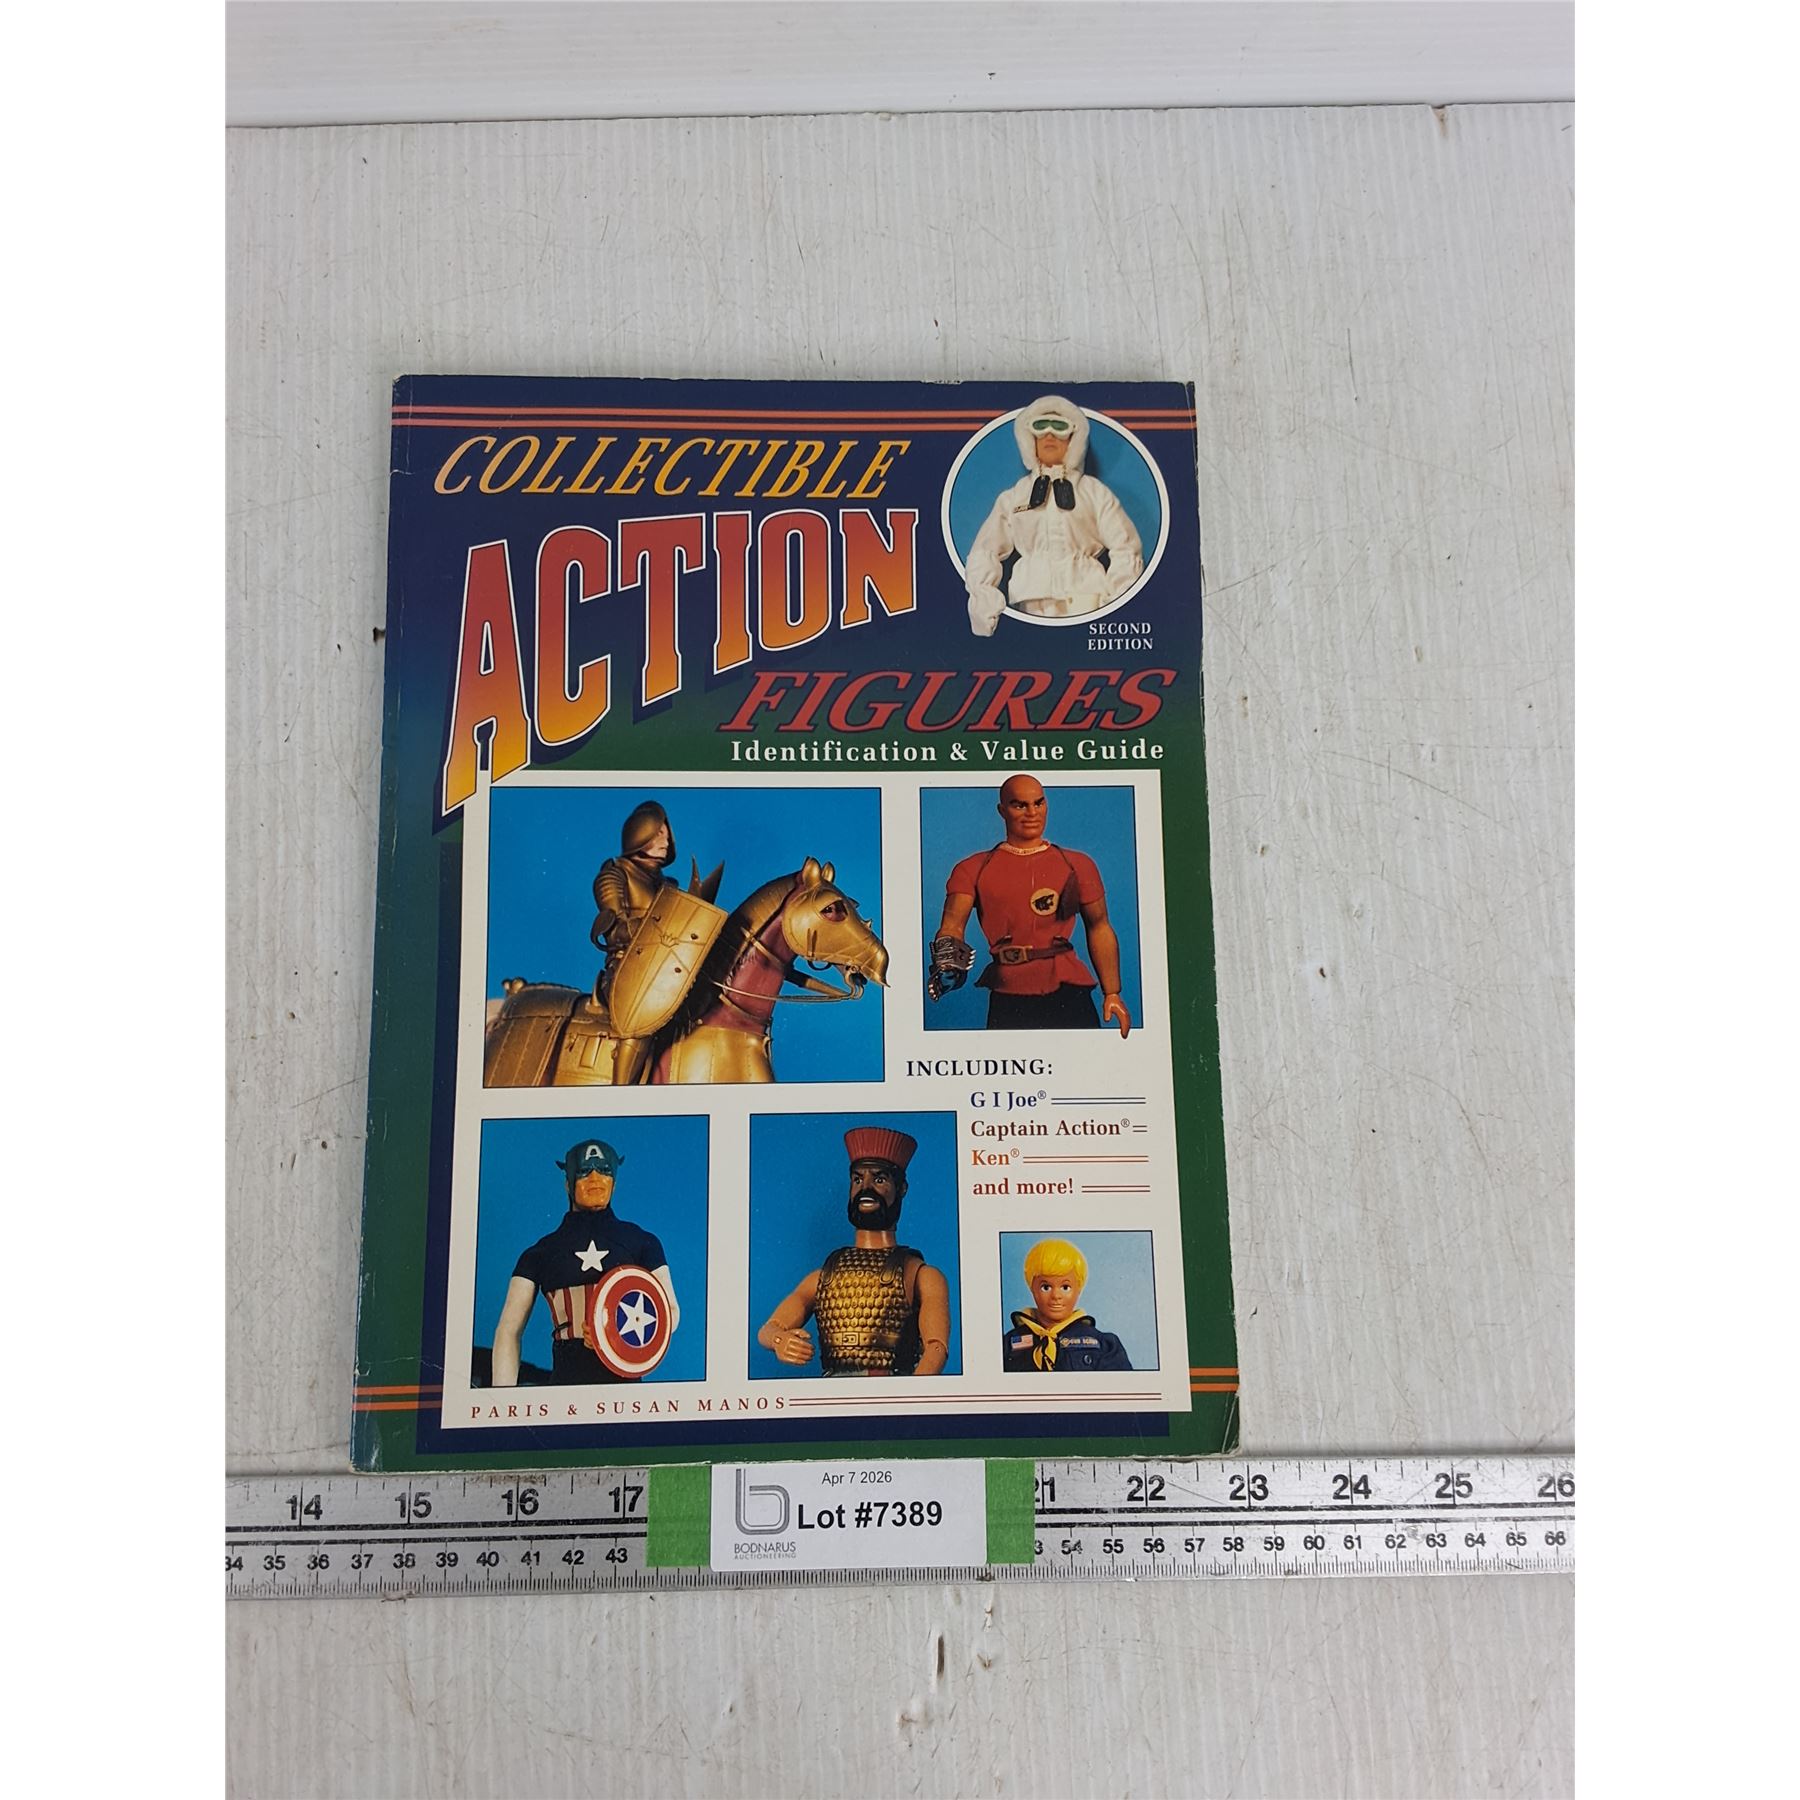 COLLECTIBLE
ACTION
FIGURES
SECOND
EDITION
Identification & Value Guide
INCLUDING:
G I Joe®
Captain Action®
Ken®
and more!
A
CUB SCOUT
PARIS & SUSAN MANOS
Apr 7 2026
Lot #7389
BODNARUS
AUCTIONEERING
14 15 16 17 21 22 23 24 25 26
34 35 36 37 38 39 40 41 42 43 54 55 56 57 58 59 60 61 62 63 64 65 66